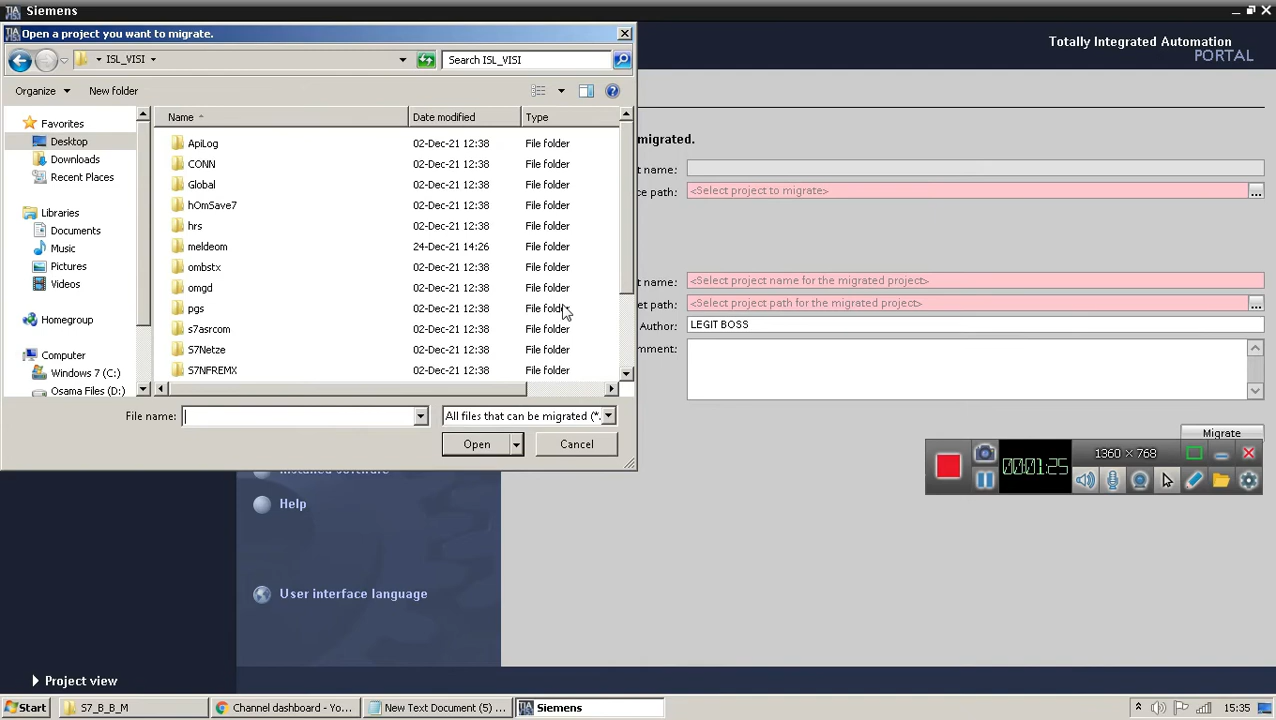 Siemens
Open a project you want to migrate.
Totally Integrated Automation
PORTAL
ISL_VISI
Search ISL_VISI
Organize
New folder
Favorites
Desktop
Downloads
Recent Places
Libraries
Documents
Music
Pictures
Videos
Homegroup
Computer
Windows 7 (C:)
Osama Files (D:)
Name
Date modified
Type
ApiLog 02-Dec-21 12:38 File folder
CONN 02-Dec-21 12:38 File folder
Global 02-Dec-21 12:38 File folder
hOmSave7 02-Dec-21 12:38 File folder
hrs 02-Dec-21 12:38 File folder
meldeom 24-Dec-21 14:26 File folder
ombstx 02-Dec-21 12:38 File folder
omgd 02-Dec-21 12:38 File folder
pgs 02-Dec-21 12:38 File folder
s7asrcom 02-Dec-21 12:38 File folder
S7Netze 02-Dec-21 12:38 File folder
S7NFREMX 02-Dec-21 12:38 File folder
File name:
All files that can be migrated (*.
Open
Cancel
migrated.
t name:
ce path: <Select project to migrate>
...
t name: <Select project name for the migrated project>
et path: <Select project path for the migrated project>
...
Author: LEGIT BOSS
mment:
Migrate
1360 × 768
00:01:25
Help
User interface language
Project view
Start
S7_B_B_M
Channel dashboard - Yo...
New Text Document (5) ...
Siemens
15:35